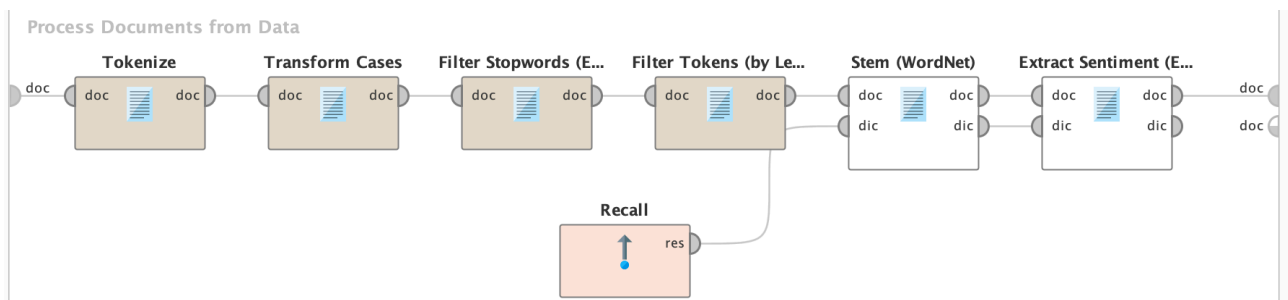 Process Documents from Data
Tokenize
Transform Cases
Filter Stopwords (E...
Filter Tokens (by Le...
Stem (WordNet)
Extract Sentiment (E...
doc
doc doc
doc doc
doc doc
doc doc
doc doc
doc doc
doc
dic dic
dic dic
doc
Recall
res